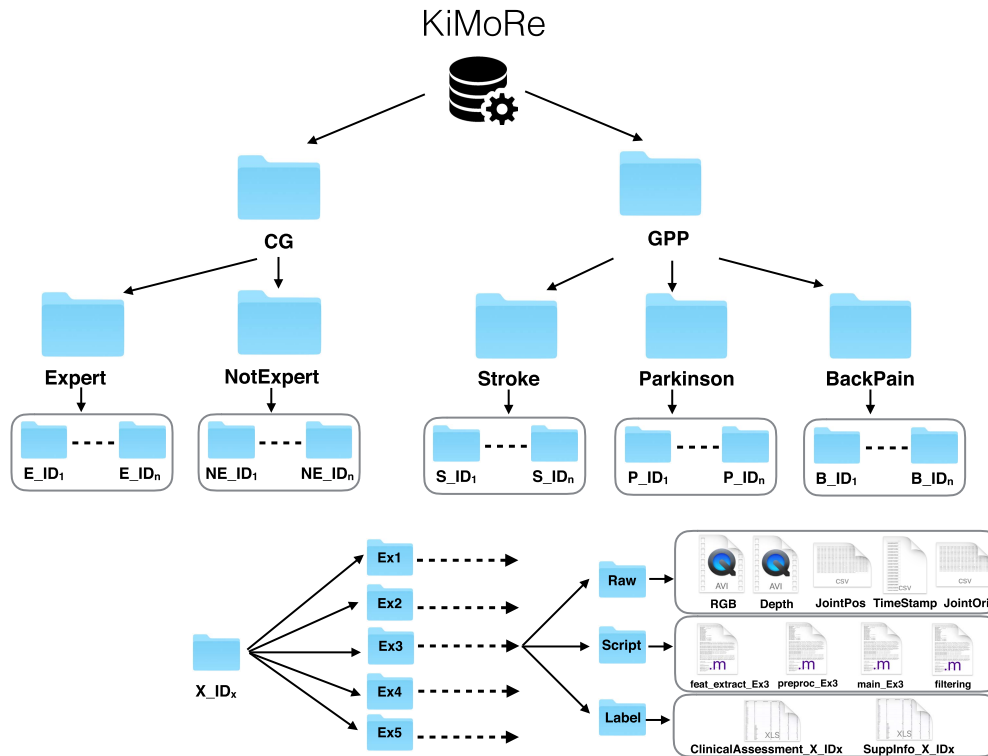 KiMoRe
CG
GPP
Expert
NotExpert
Stroke
Parkinson
BackPain
E_ID1
E_IDn
NE_ID1
NE_IDn
S_ID1
S_IDn
P_ID1
P_IDn
B_ID1
B_IDn
X_IDx
Ex1
Ex2
Ex3
Ex4
Ex5
Raw
Script
Label
AVI
AVI
CSV
CSV
CSV
RGB
Depth
JointPos
TimeStamp
JointOri
.m
.m
.m
.m
feat_extract_Ex3
preproc_Ex3
main_Ex3
filtering
XLS
XLS
ClinicalAssessment_X_IDx
SuppInfo_X_IDx